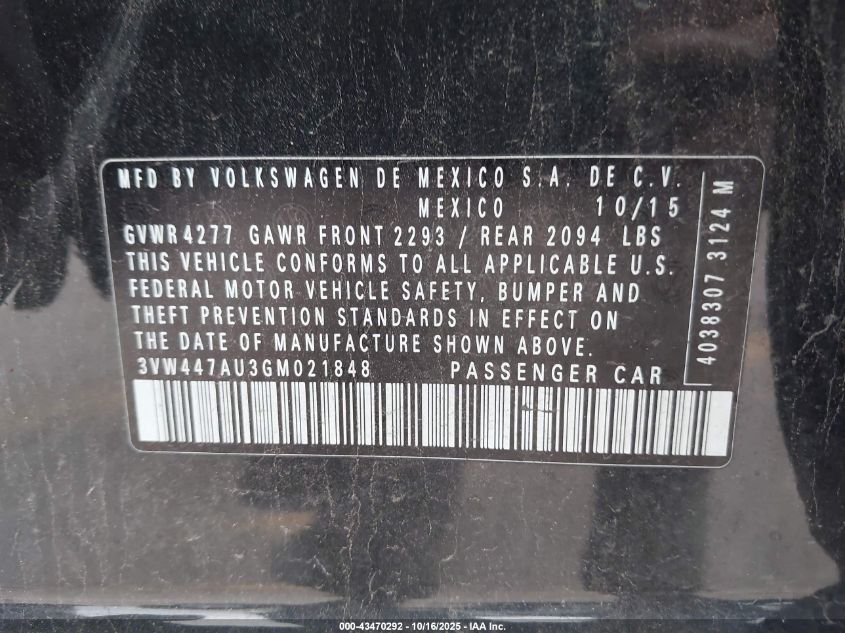 MFD BY VOLKSWAGEN DE MEXICO S.A. DE C.V.
MEXICO 10/15
GVWR 4277 GAWR FRONT 2293 / REAR 2094 LBS
THIS VEHICLE CONFORMS TO ALL APPLICABLE U.S.
FEDERAL MOTOR VEHICLE SAFETY, BUMPER AND
THEFT PREVENTION STANDARDS IN EFFECT ON
THE DATE OF MANUFACTURE SHOWN ABOVE.
3VW447AU3GM021848 PASSENGER CAR
4038307 3124 M
000-43470292 - 10/16/2025 - IAA Inc.